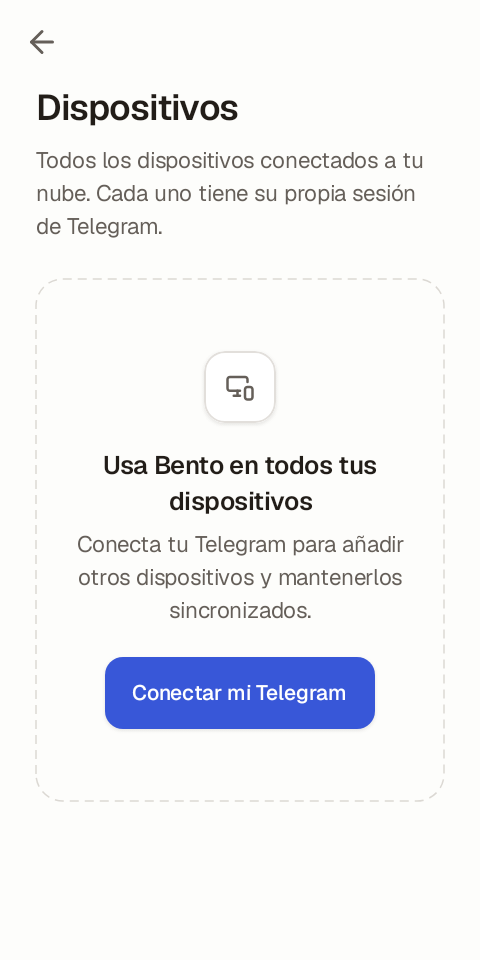 Dispositivos
Todos los dispositivos conectados a tu
nube. Cada uno tiene su propia sesión
de Telegram.
Usa Bento en todos tus
dispositivos
Conecta tu Telegram para añadir
otros dispositivos y mantenerlos
sincronizados.
Conectar mi Telegram